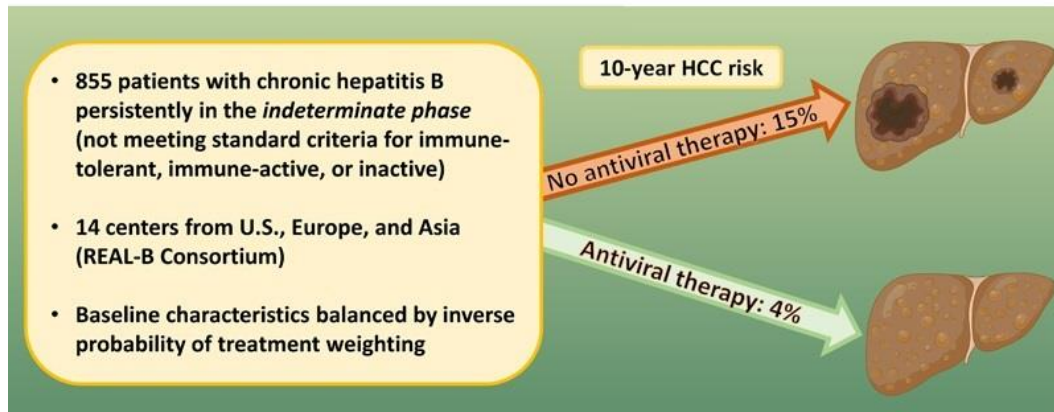 • 855 patients with chronic hepatitis B
persistently in the indeterminate phase
(not meeting standard criteria for immune-
tolerant, immune-active, or inactive)
• 14 centers from U.S., Europe, and Asia
(REAL-B Consortium)
• Baseline characteristics balanced by inverse
probability of treatment weighting
10-year HCC risk
No antiviral therapy: 15%
Antiviral therapy: 4%